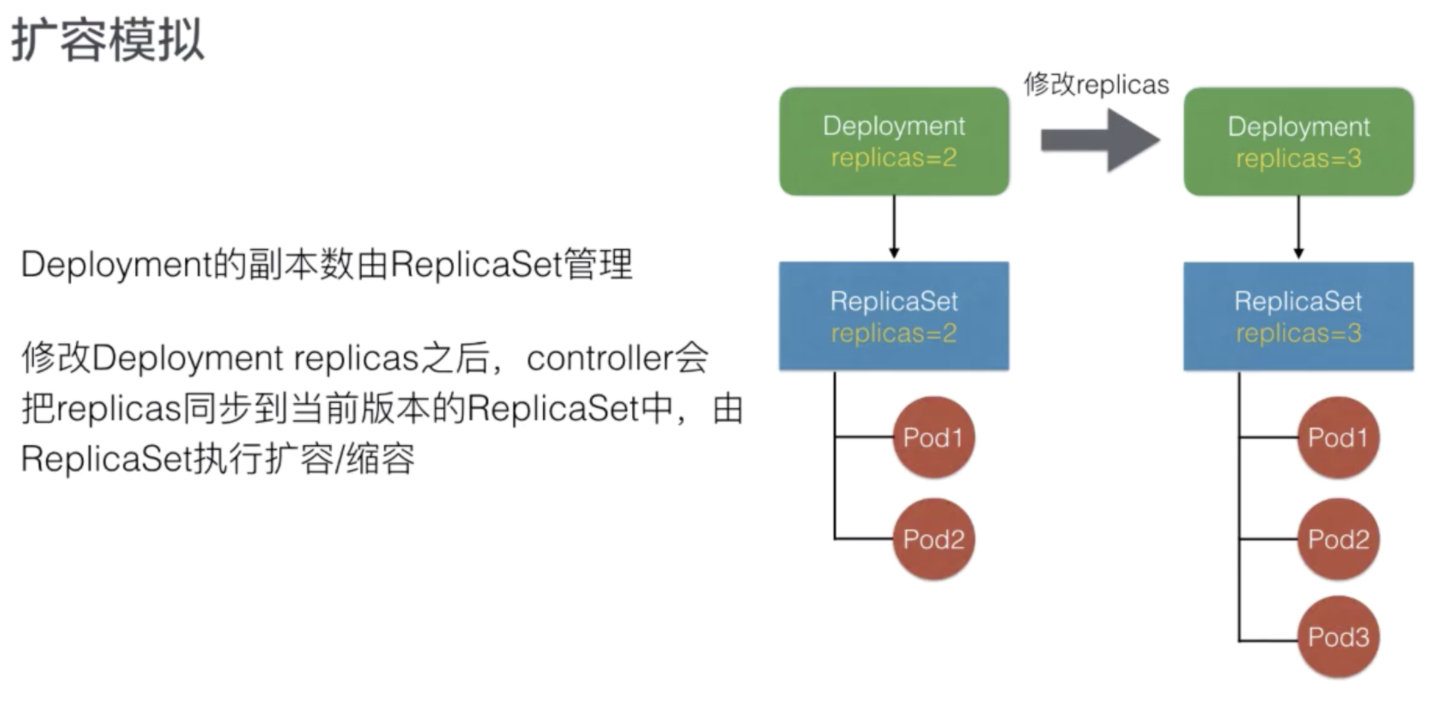 扩容模拟
Deployment的副本数由ReplicaSet管理
修改Deployment replicas之后，controller会
把replicas同步到当前版本的ReplicaSet中，由
ReplicaSet执行扩容/缩容
修改replicas
Deployment
replicas=2
ReplicaSet
replicas=2
Pod1
Pod2
Deployment
replicas=3
ReplicaSet
replicas=3
Pod1
Pod2
Pod3